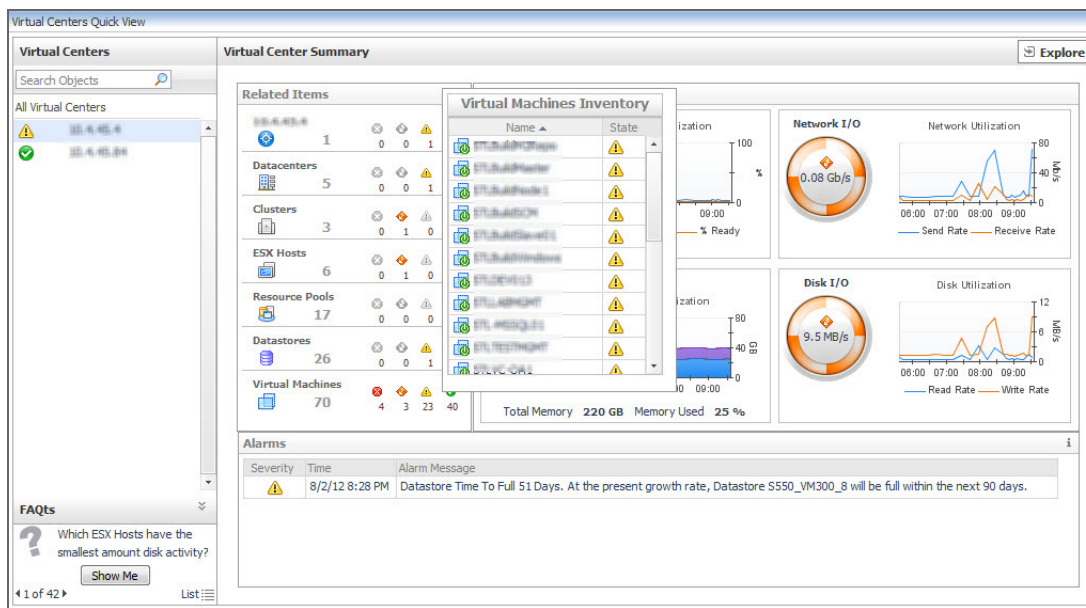 Virtual Centers Quick View
Virtual Centers
Search Objects
All Virtual Centers
FAQts
Which ESX Hosts have the
smallest amount disk activity?
Show Me
1 of 42
List
Virtual Center Summary
Explore
Related Items
1
0 0 1
Datacenters
5
0 0 1
Clusters
3
0 1 0
ESX Hosts
6
0 1 0
Resource Pools
17
0 0 0
Datastores
26
0 0 1
Virtual Machines
70
4 3 23 40
Virtual Machines Inventory
Name State
ization
100
%
0
09:00
% Ready
Network I/O
0.08 Gb/s
Network Utilization
80
40
0
Mb/s
06:00 07:00 08:00 09:00
Send Rate Receive Rate
ization
80
40
0
GB
00 09:00
Total Memory 220 GB Memory Used 25 %
Disk I/O
9.5 MB/s
Disk Utilization
12
6
0
MB/s
06:00 07:00 08:00 09:00
Read Rate Write Rate
Alarms
i
Severity Time Alarm Message
8/2/12 8:28 PM Datastore Time To Full 51 Days. At the present growth rate, Datastore S550_VM300_8 will be full within the next 90 days.